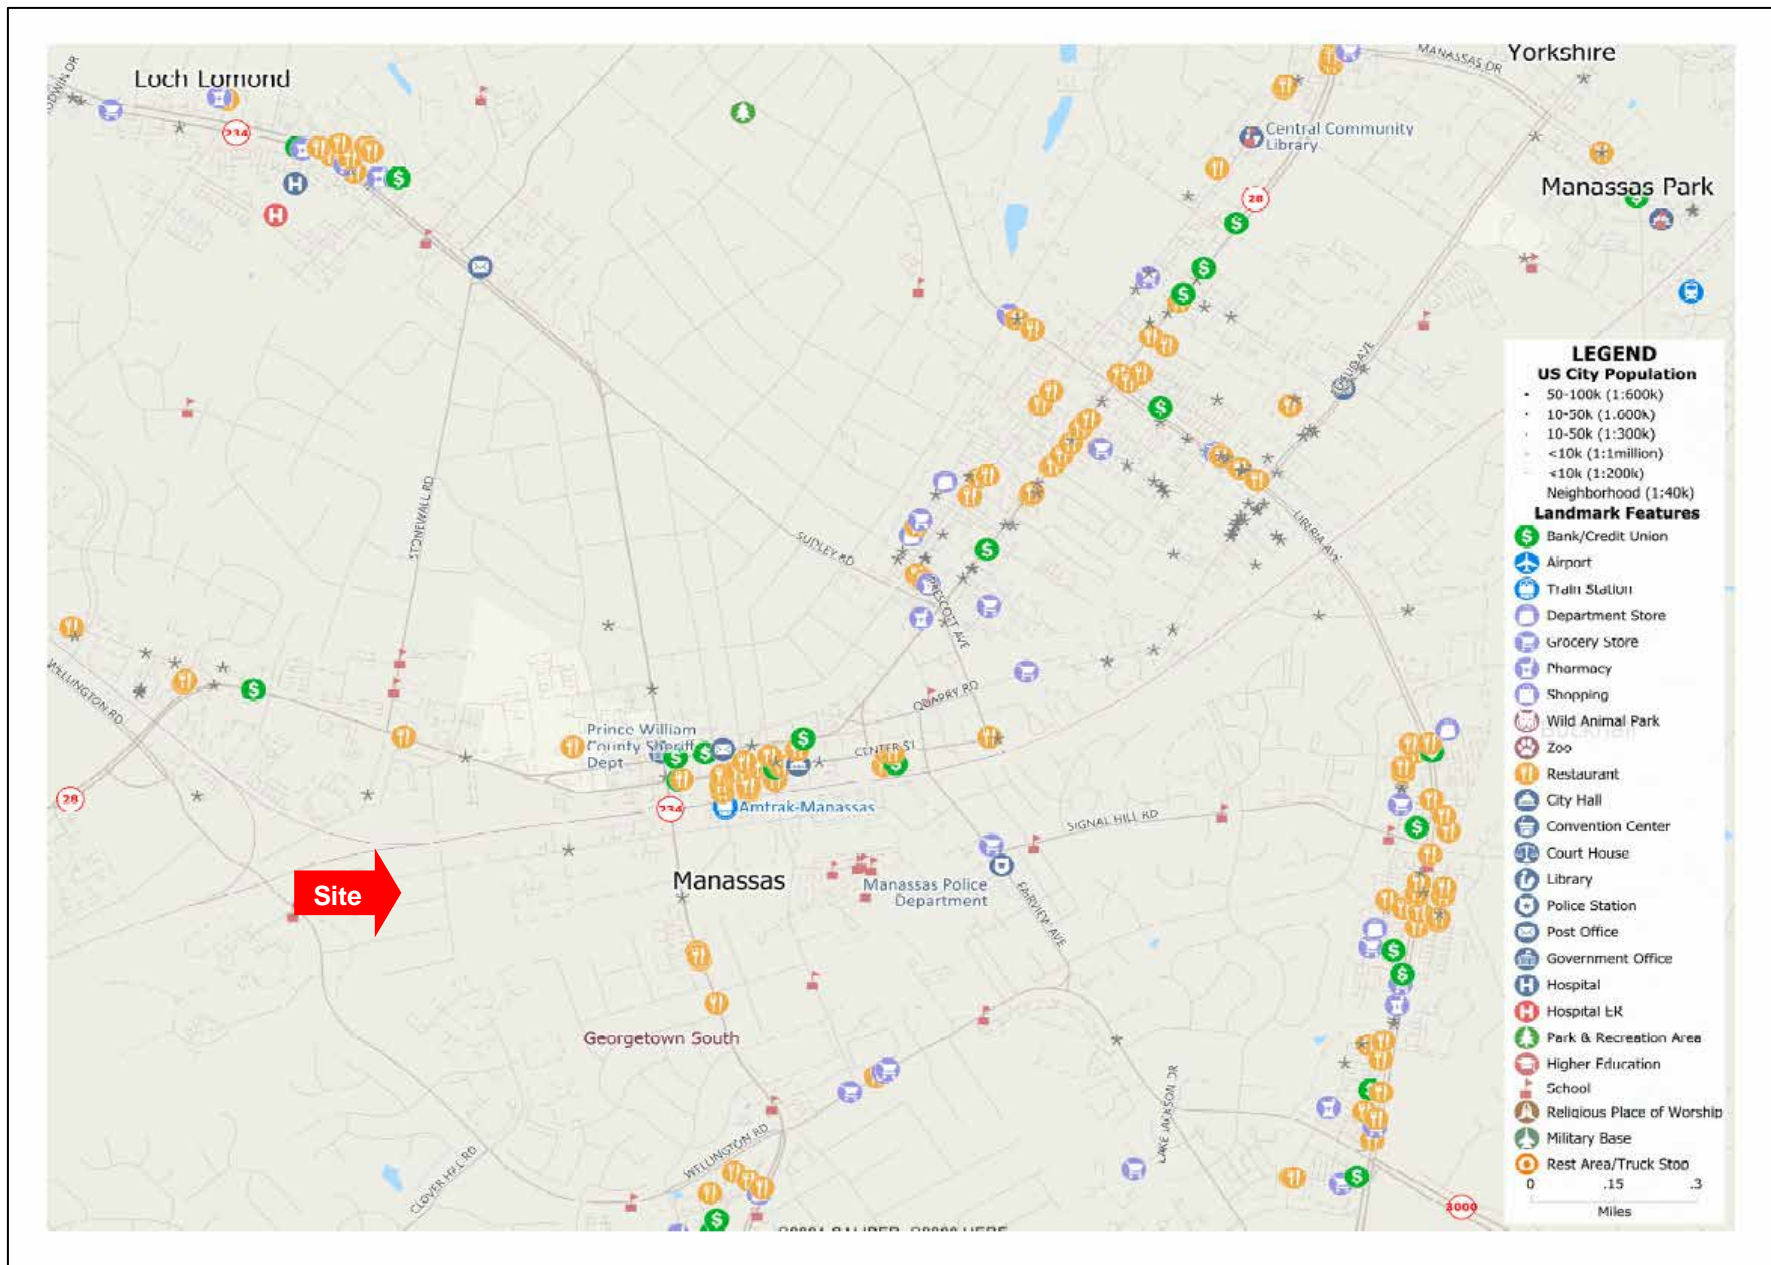 Yorkshire
MANASSAS DR
Loch Lomond
234
Central Community
Library
Manassas Park
28
STONEWALL RD
SUDLEY RD
LIBERIA AVE
PRESCOTT AVE
WELLINGTON RD
QUARRY RD
Prince William
County Sheriff
Dept
CENTER ST
28
234
Amtrak-Manassas
SIGNAL HILL RD
Site
Manassas
Manassas Police
Department
FAIRVIEW AVE
Georgetown South
LAKE JACKSON DR
WELLINGTON RD
CLOVER HILL RD
3000
LEGEND
US City Population
50-100k (1:600k)
10-50k (1:600k)
10-50k (1:300k)
<10k (1:1million)
<10k (1:200k)
Neighborhood (1:40k)
Landmark Features
Bank/Credit Union
Airport
Train Station
Department Store
Grocery Store
Pharmacy
Shopping
Wild Animal Park
Zoo
Restaurant
City Hall
Convention Center
Court House
Library
Police Station
Post Office
Government Office
Hospital
Hospital ER
Park & Recreation Area
Higher Education
School
Religious Place of Worship
Military Base
Rest Area/Truck Stop
0 .15 .3
Miles